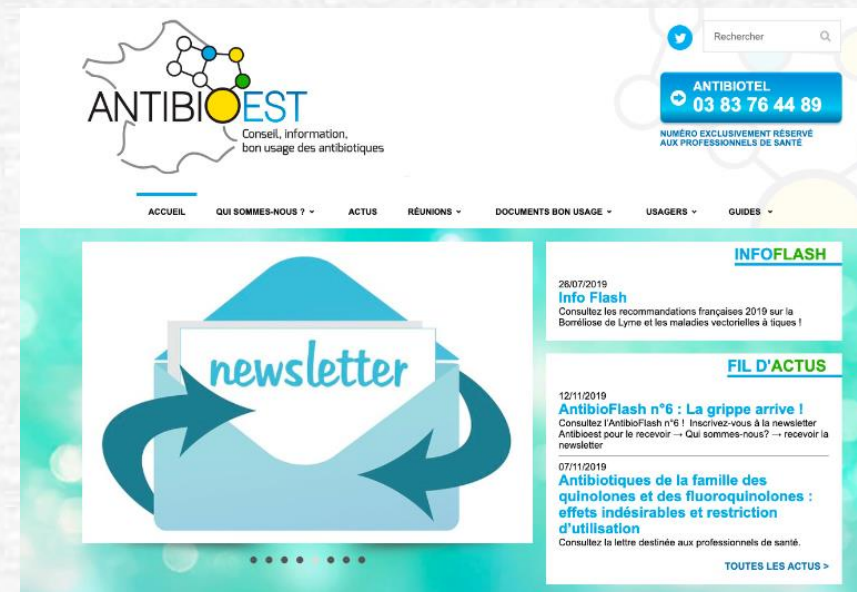 ANTIBIOEST
Conseil, information,
bon usage des antibiotiques
Rechercher
ANTIBIOTEL
03 83 76 44 89
NUMÉRO EXCLUSIVEMENT RÉSERVÉ
AUX PROFESSIONNELS DE SANTÉ
ACCUEIL QUI SOMMES-NOUS ? ACTUS RÉUNIONS DOCUMENTS BON USAGE USAGERS GUIDES
newsletter
INFOFLASH
26/07/2019
Info Flash
Consultez les recommandations françaises 2019 sur la
Borréliose de Lyme et les maladies vectorielles à tiques !
FIL D'ACTUS
12/11/2019
AntibioFlash n°6 : La grippe arrive !
Consultez l'AntibioFlash n°6 ! Inscrivez-vous à la newsletter
Antibioest pour le recevoir → Qui sommes-nous? → recevoir la
newsletter
07/11/2019
Antibiotiques de la famille des
quinolones et des fluoroquinolones :
effets indésirables et restriction
d'utilisation
Consultez la lettre destinée aux professionnels de santé.
TOUTES LES ACTUS >